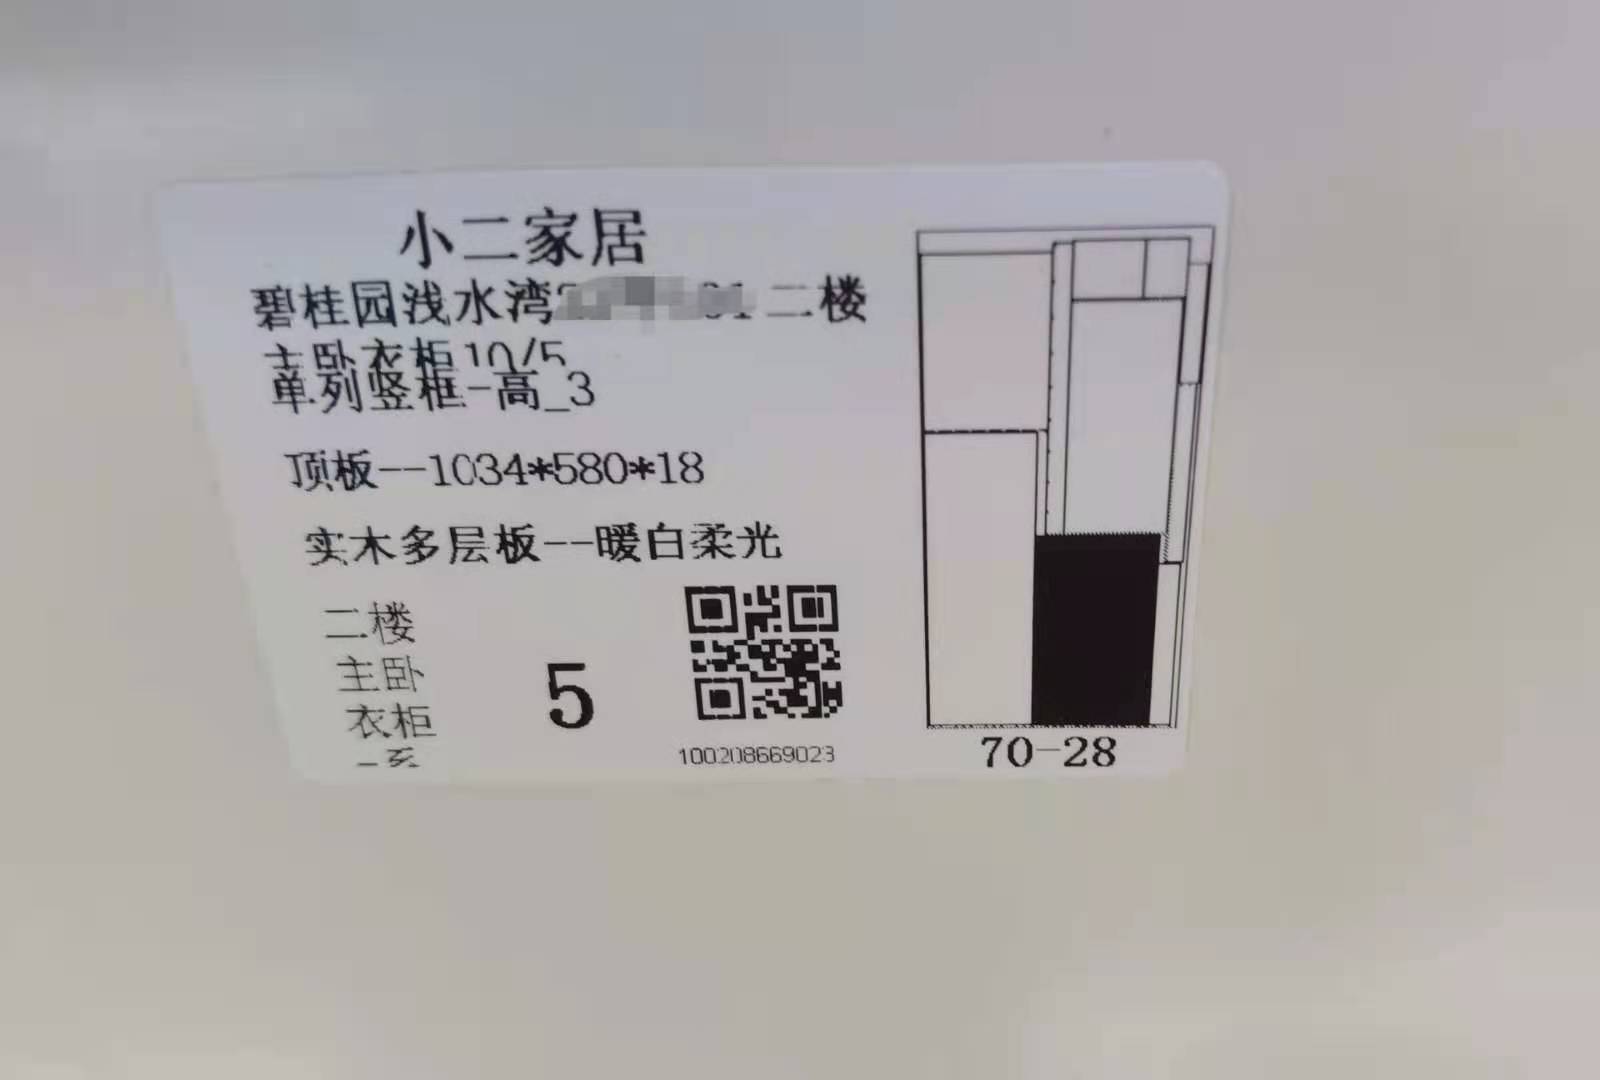 小二家居
碧桂园浅水湾 二楼
主卧衣柜10/5
单列竖框-高_3
顶板--1034*580*18
实木多层板--暖白柔光
二楼
主卧
衣柜
5
100208669023
70-28